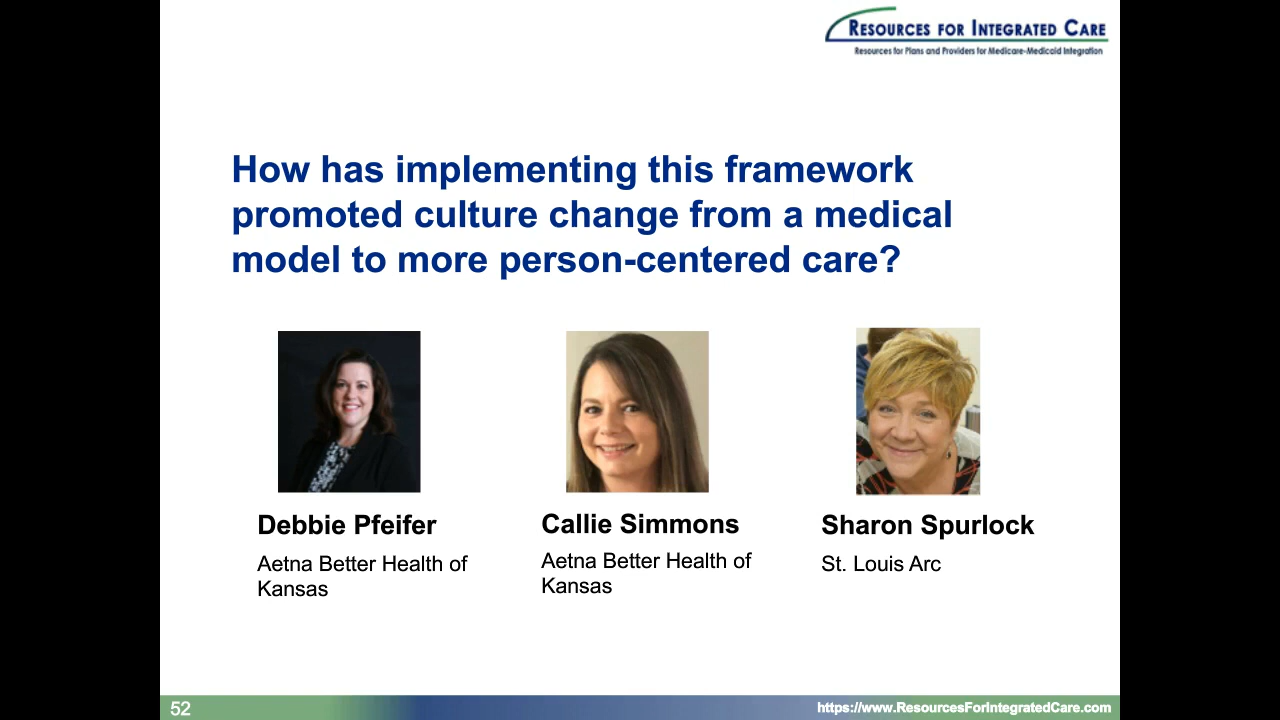 RESOURCES FOR INTEGRATED CARE
Resources for Plans and Providers for Medicare-Medicaid Integration
How has implementing this framework
promoted culture change from a medical
model to more person-centered care?
Debbie Pfeifer
Aetna Better Health of
Kansas
Callie Simmons
Aetna Better Health of
Kansas
Sharon Spurlock
St. Louis Arc
52
https://www.ResourcesForIntegratedCare.com